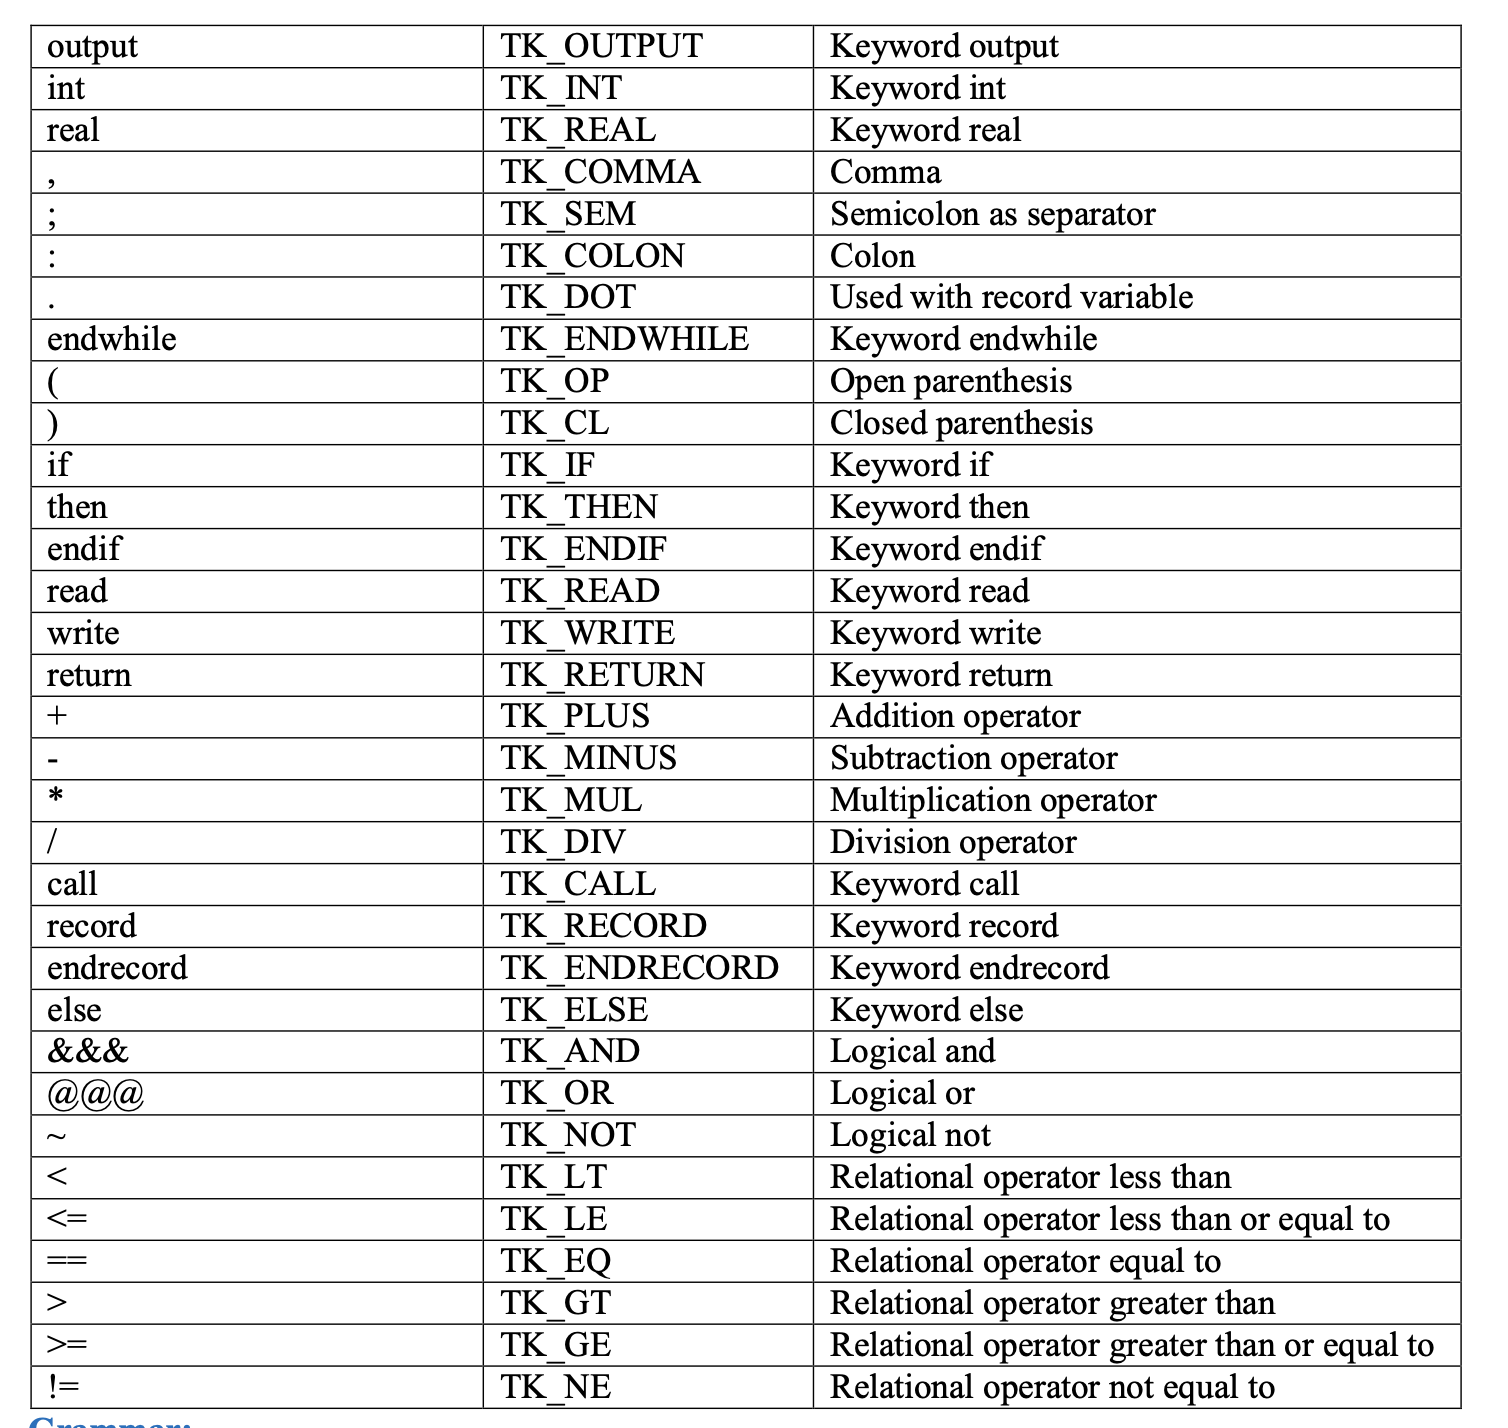 output TK_OUTPUT Keyword output
int TK_INT Keyword int
real TK_REAL Keyword real
, TK_COMMA Comma
; TK_SEM Semicolon as separator
: TK_COLON Colon
. TK_DOT Used with record variable
endwhile TK_ENDWHILE Keyword endwhile
( TK_OP Open parenthesis
) TK_CL Closed parenthesis
if TK_IF Keyword if
then TK_THEN Keyword then
endif TK_ENDIF Keyword endif
read TK_READ Keyword read
write TK_WRITE Keyword write
return TK_RETURN Keyword return
+ TK_PLUS Addition operator
- TK_MINUS Subtraction operator
* TK_MUL Multiplication operator
/ TK_DIV Division operator
call TK_CALL Keyword call
record TK_RECORD Keyword record
endrecord TK_ENDRECORD Keyword endrecord
else TK_ELSE Keyword else
&&& TK_AND Logical and
@@@ TK_OR Logical or
~ TK_NOT Logical not
< TK_LT Relational operator less than
<= TK_LE Relational operator less than or equal to
== TK_EQ Relational operator equal to
> TK_GT Relational operator greater than
>= TK_GE Relational operator greater than or equal to
!= TK_NE Relational operator not equal to
Grammar: